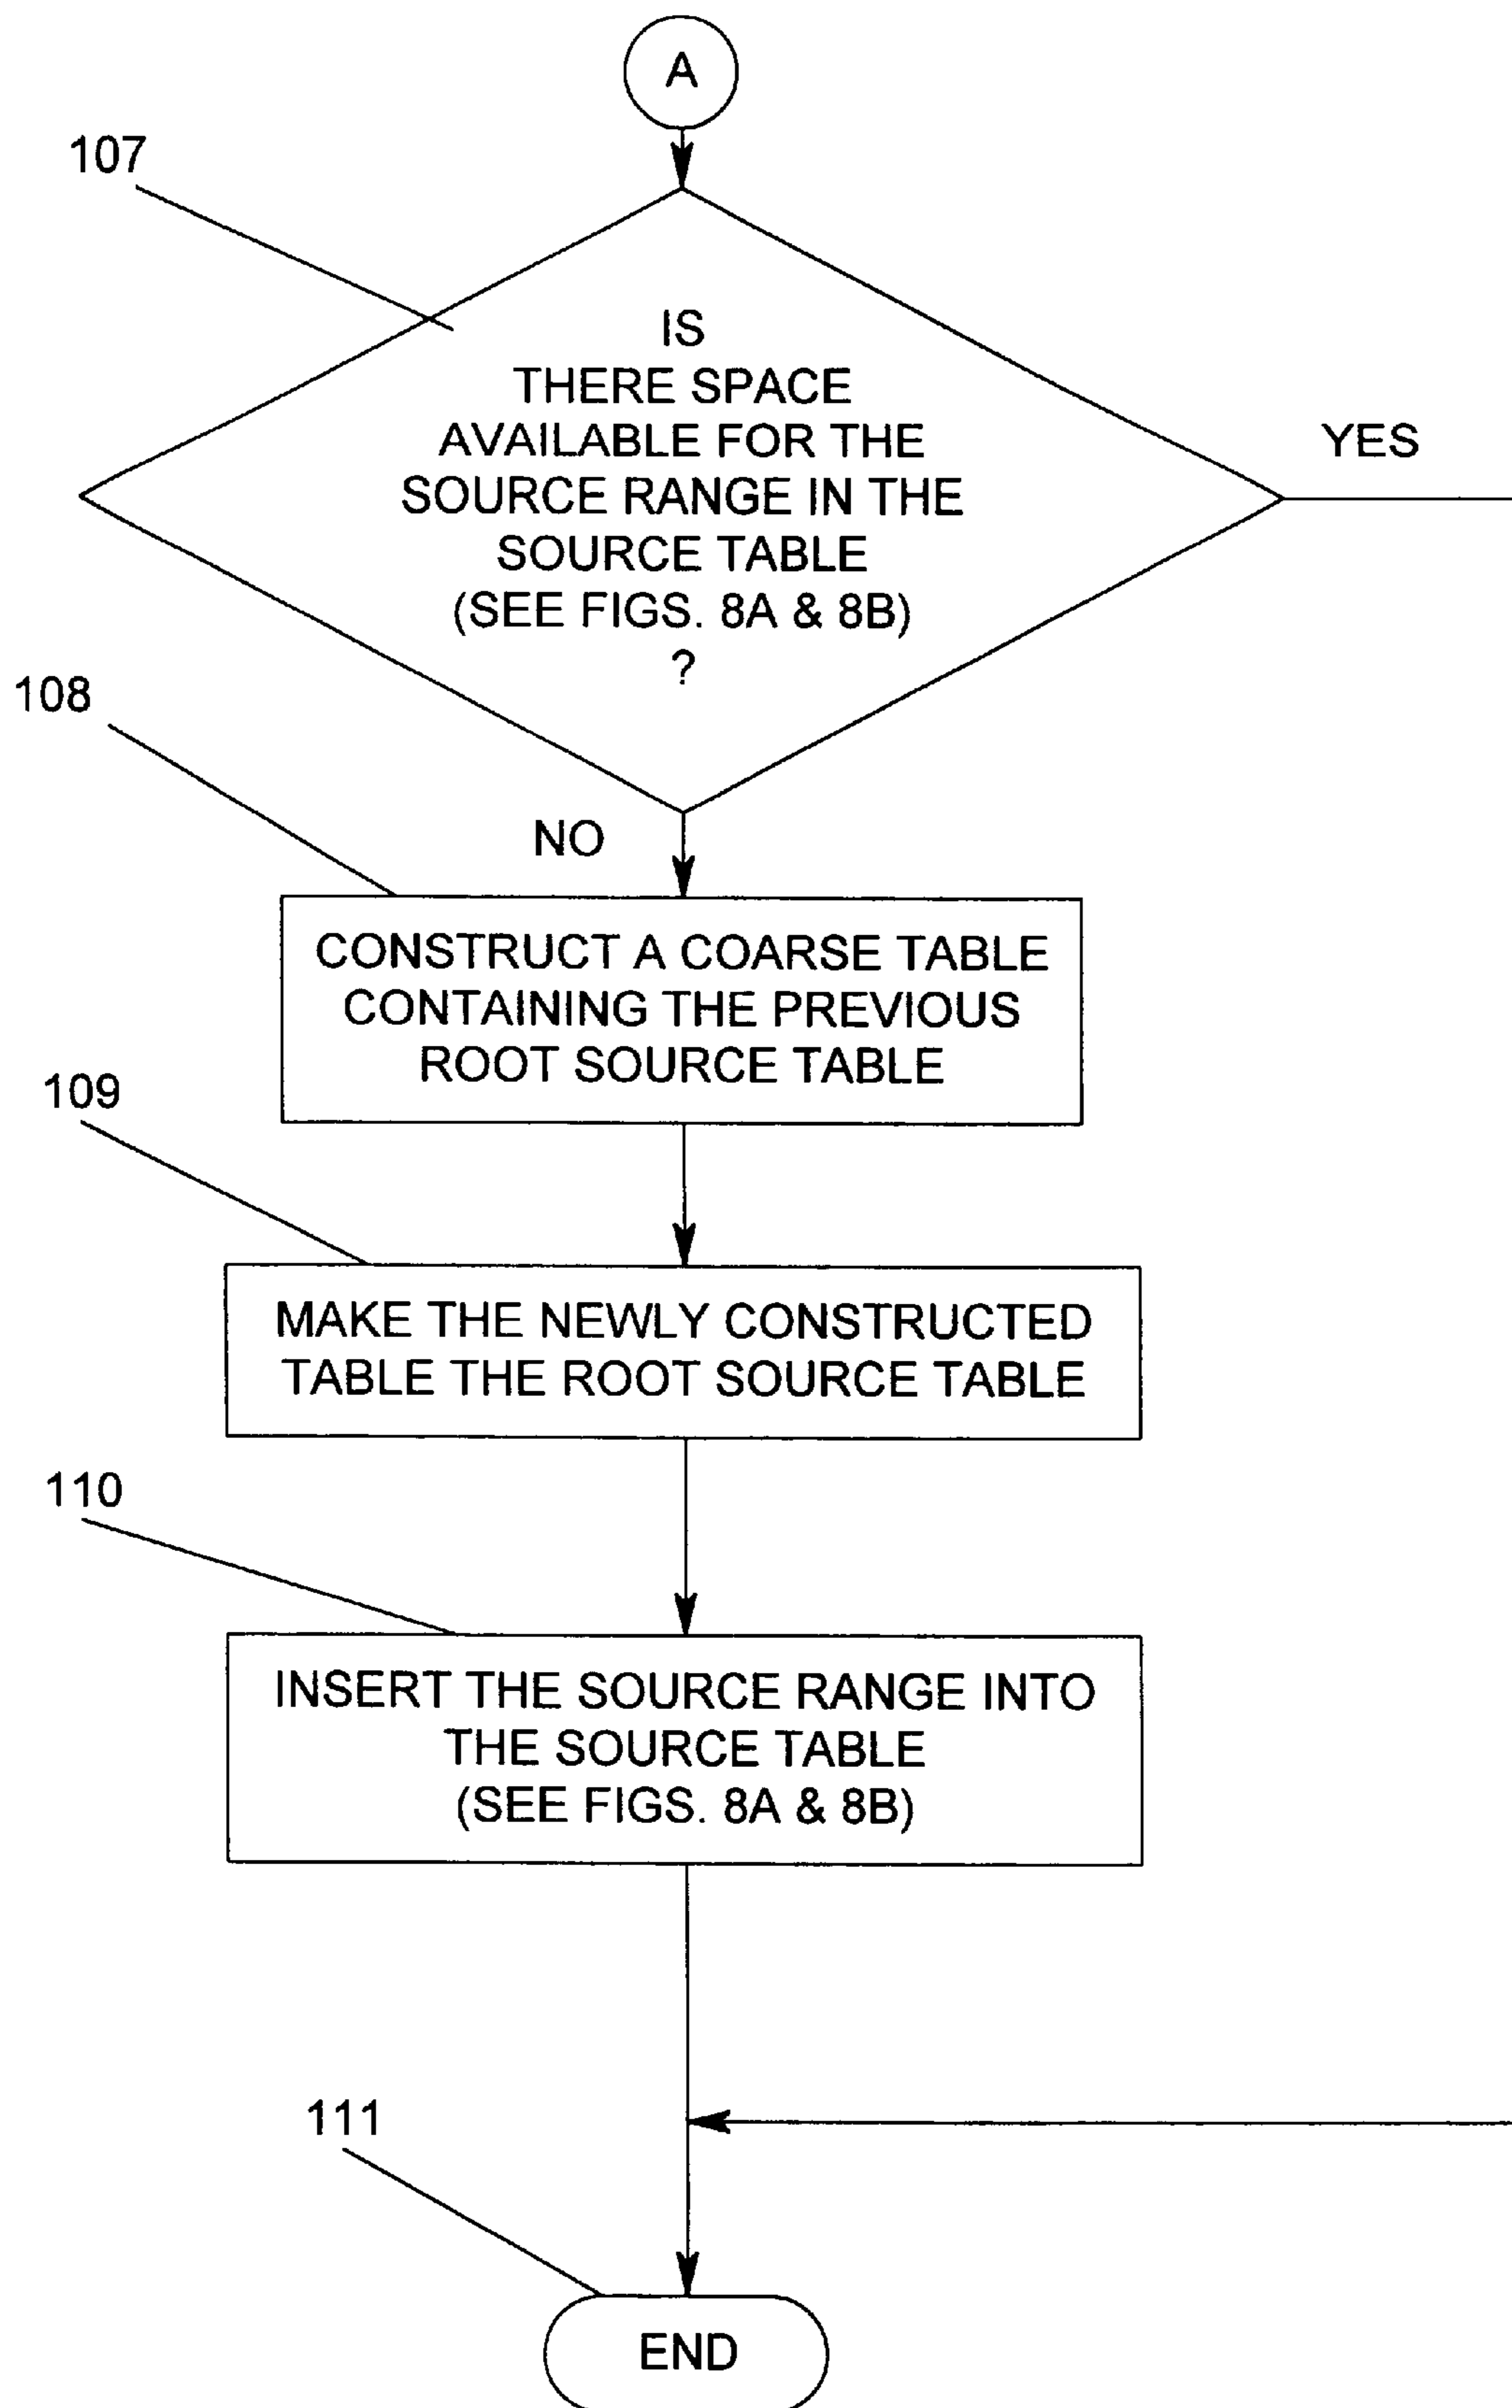 A
107
IS
THERE SPACE
AVAILABLE FOR THE
SOURCE RANGE IN THE
SOURCE TABLE
(SEE FIGS. 8A & 8B)
?
YES
108
NO
CONSTRUCT A COARSE TABLE
CONTAINING THE PREVIOUS
ROOT SOURCE TABLE
109
MAKE THE NEWLY CONSTRUCTED
TABLE THE ROOT SOURCE TABLE
110
INSERT THE SOURCE RANGE INTO
THE SOURCE TABLE
(SEE FIGS. 8A & 8B)
111
END